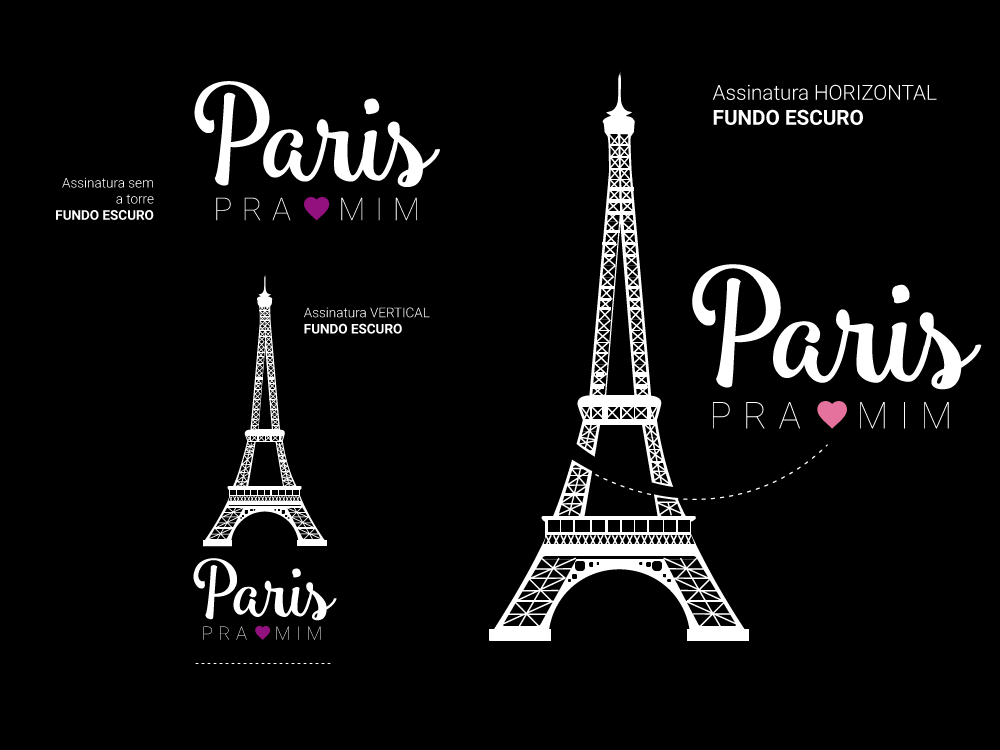 Paris
PRA MIM
Assinatura sem
a torre
FUNDO ESCURO
Assinatura HORIZONTAL
FUNDO ESCURO
Paris
PRA MIM
Assinatura VERTICAL
FUNDO ESCURO
Paris
PRA MIM